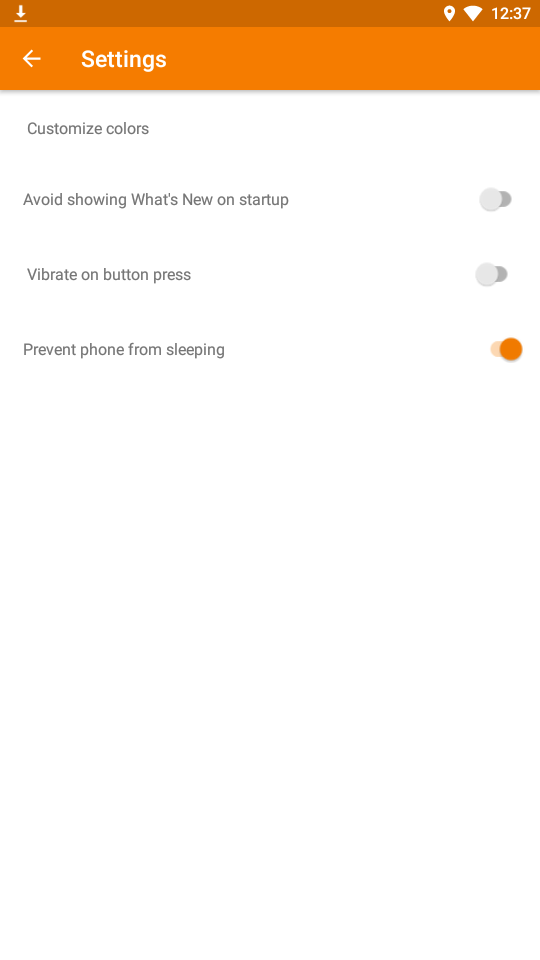 12:37
Settings
Customize colors
Avoid showing What's New on startup
Vibrate on button press
Prevent phone from sleeping